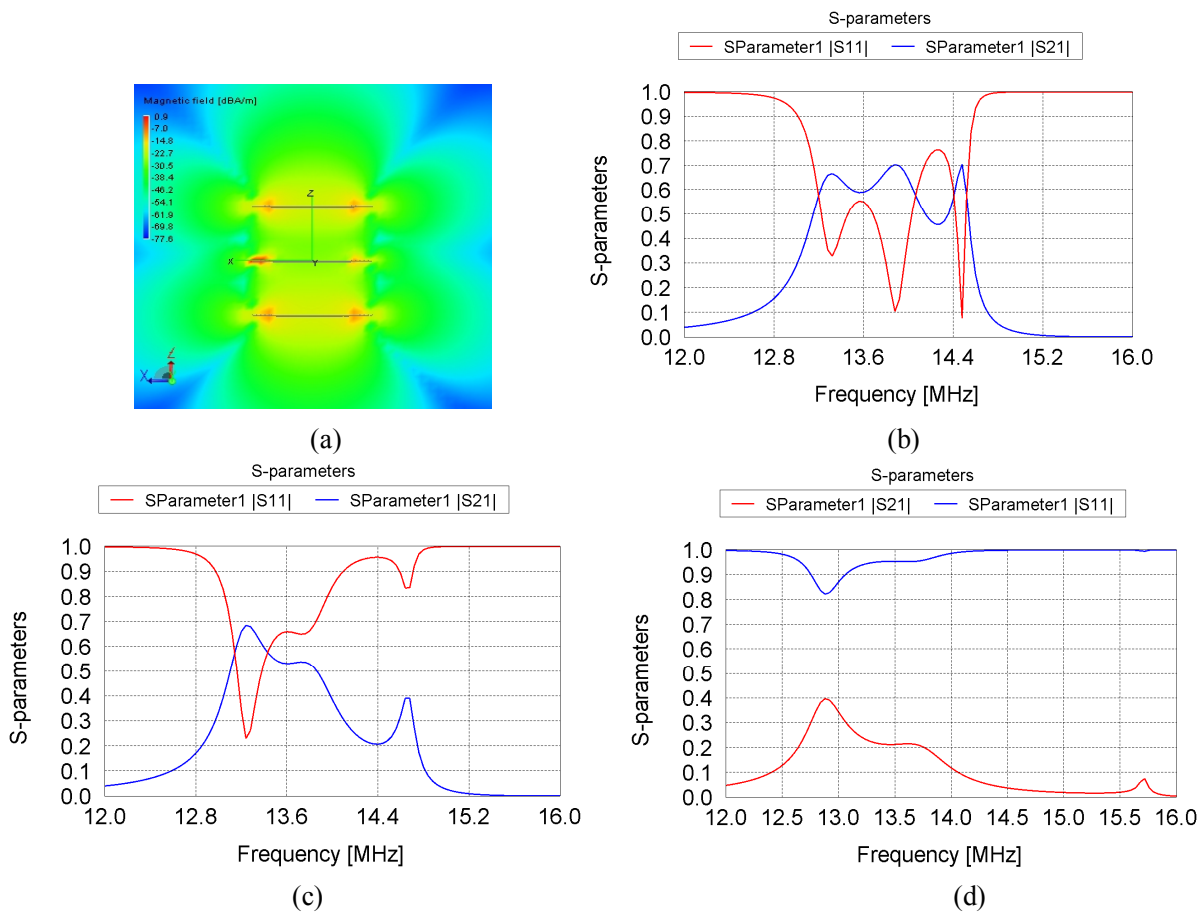 Magnetic field [dBA/m]
0.9
-7.0
-14.8
-22.7
-30.5
-38.4
-46.2
-54.1
-61.9
-69.8
-77.6
Z
X
Y
Z
X
(a)
S-parameters
SParameter1 |S11| SParameter1 |S21|
1.0
0.9
0.8
0.7
0.6
0.5
0.4
0.3
0.2
0.1
0.0
S-parameters
12.0 12.8 13.6 14.4 15.2 16.0
Frequency [MHz]
(b)
S-parameters
SParameter1 |S11| SParameter1 |S21|
1.0
0.9
0.8
0.7
0.6
0.5
0.4
0.3
0.2
0.1
0.0
S-parameters
12.0 12.8 13.6 14.4 15.2 16.0
Frequency [MHz]
(c)
S-parameters
SParameter1 |S21| SParameter1 |S11|
1.0
0.9
0.8
0.7
0.6
0.5
0.4
0.3
0.2
0.1
0.0
S-parameters
12.0 12.5 13.0 13.5 14.0 14.5 15.0 15.5 16.0
Frequency [MHz]
(d)